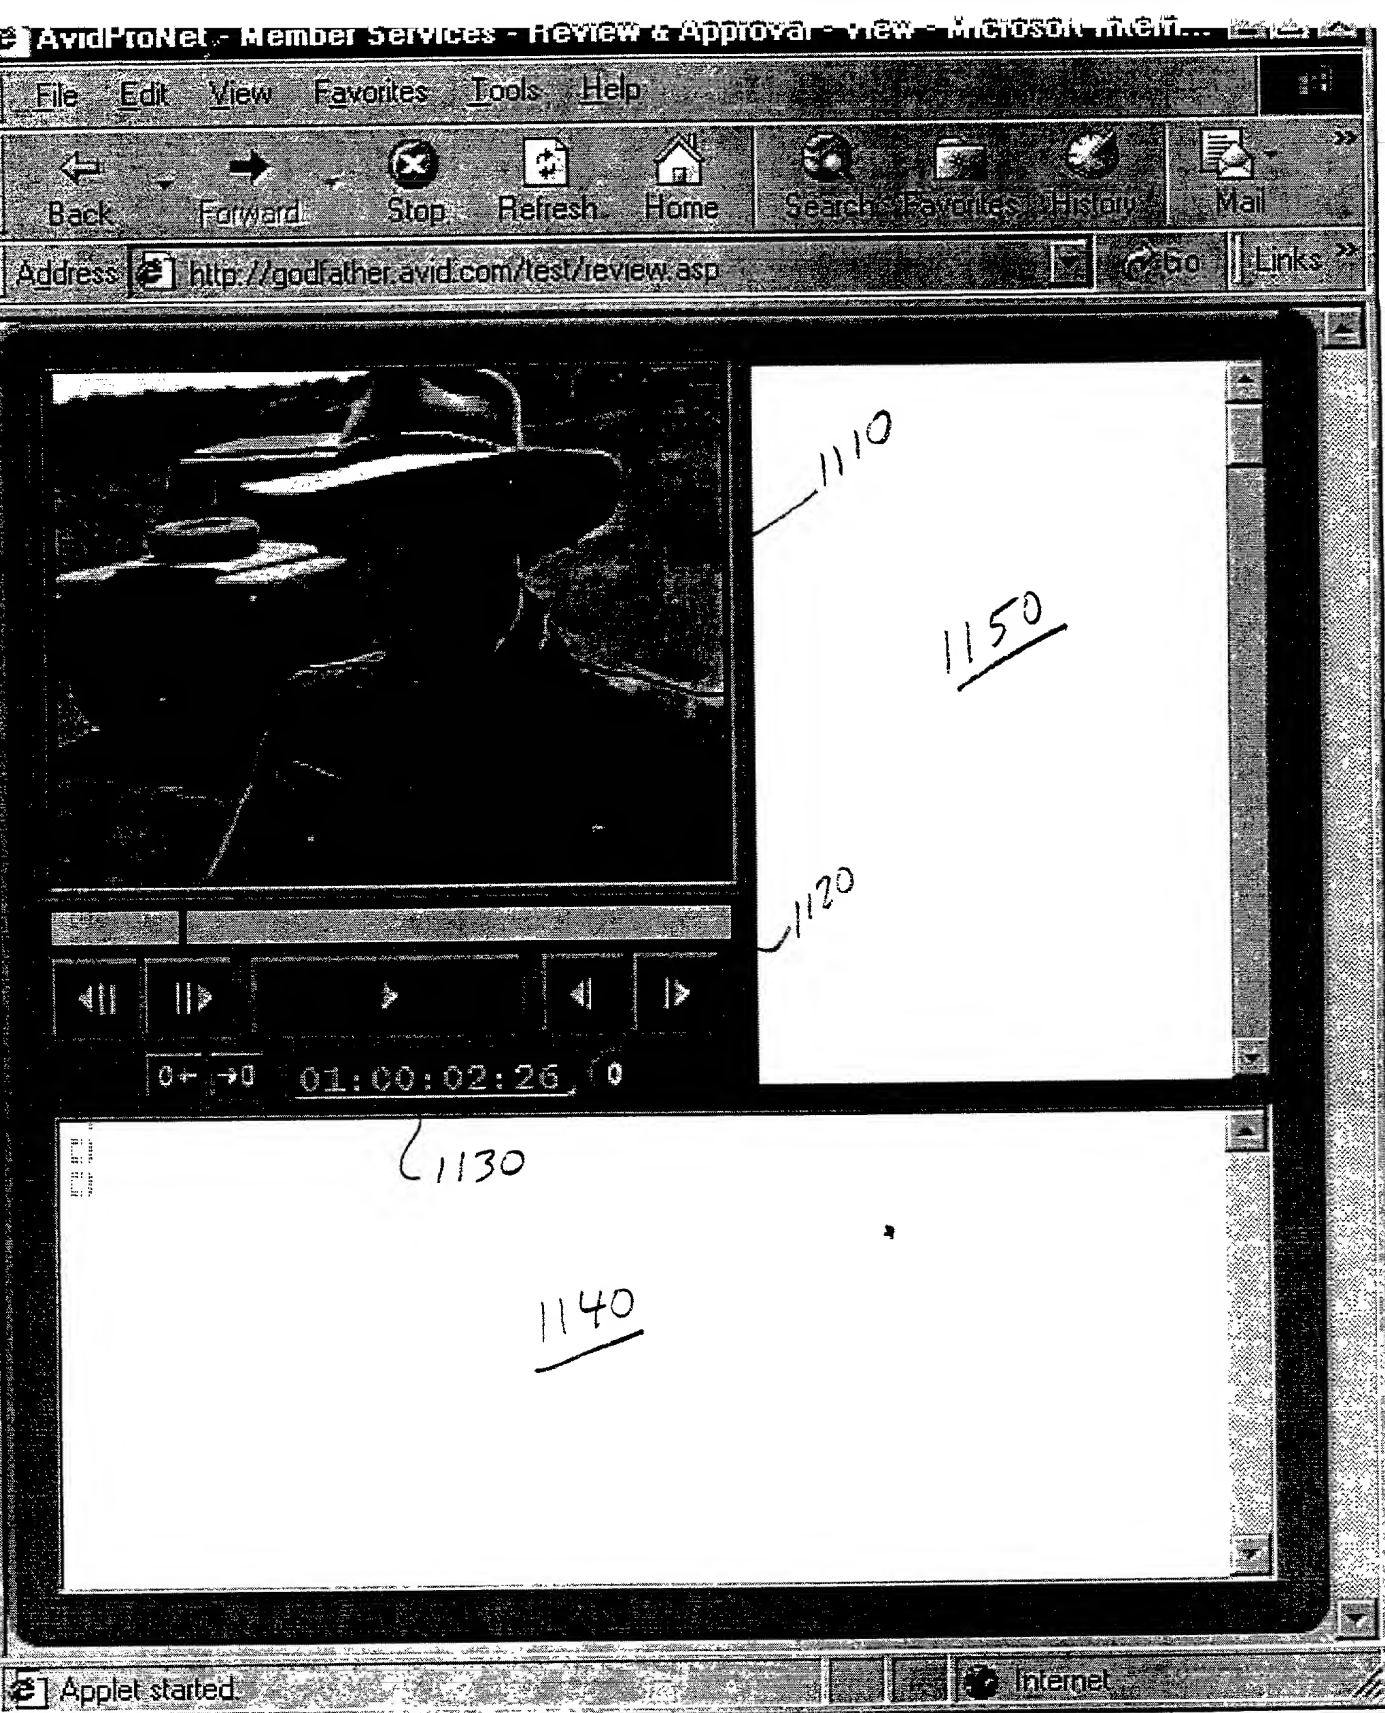 AvidProNet - Member Services - Review & Approval - View - Microsoft Intern...
File Edit View Favorites Tools Help
Back Forward Stop Refresh Home Search Favorites History Mail »
Address http://godfather.avid.com/test/review.asp Go Links »
1110
1150
1120
01:00:02:26 0
1130
1140
Applet started. Internet